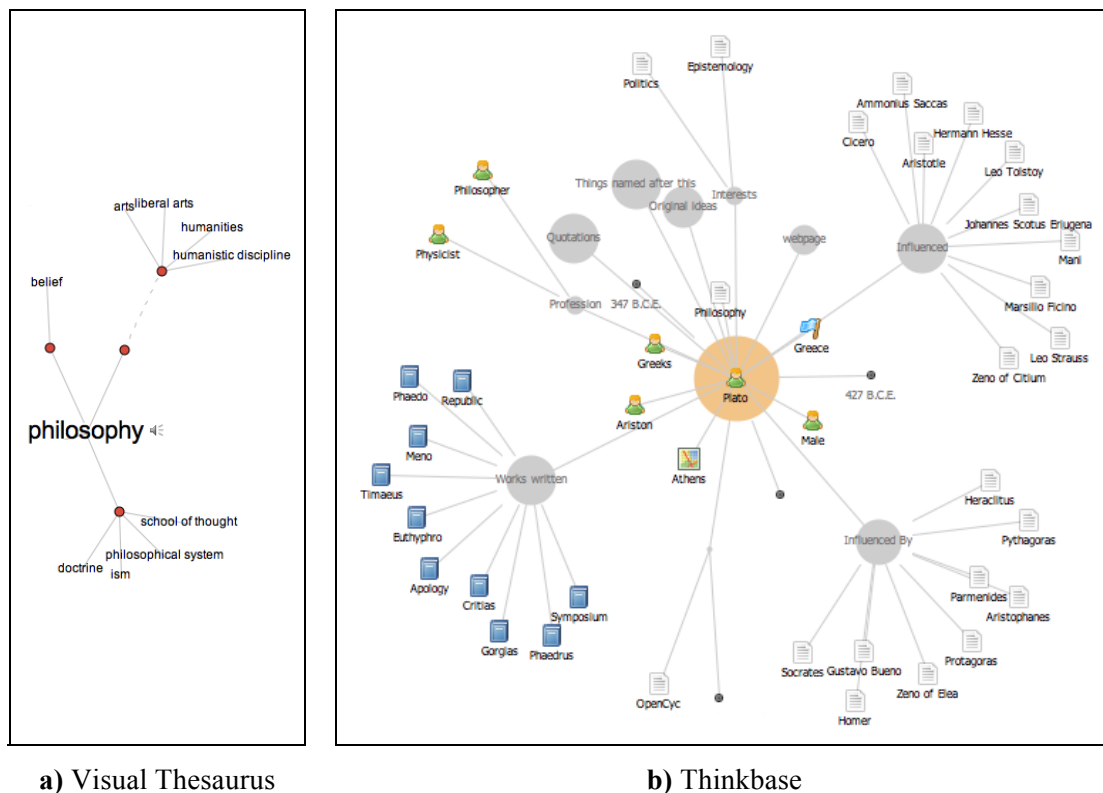 arts
liberal arts
humanities
humanistic discipline
belief
philosophy
school of thought
philosophical system
doctrine
ism
a) Visual Thesaurus
Epistemology
Politics
Ammonius Saccas
Hermann Hesse
Cicero
Aristotle
Leo Tolstoy
Philosopher
Things named after this
Interests
Original Ideas
Johannes Scotus Eriugena
Quotations
webpage
Influenced
Physicist
Mani
Profession
347 B.C.E.
Philosophy
Marsilio Ficino
Greece
Leo Strauss
Greeks
Zeno of Citium
Plato
427 B.C.E.
Phaedo
Republic
Ariston
Male
Meno
Works written
Athens
Timaeus
Heraclitus
Euthyphro
Influenced By
Pythagoras
Apology
Parmenides
Critias
Symposium
Aristophanes
Gorgias
Phaedrus
Protagoras
Socrates
Gustavo Bueno
Zeno of Elea
OpenCyc
Homer
b) Thinkbase